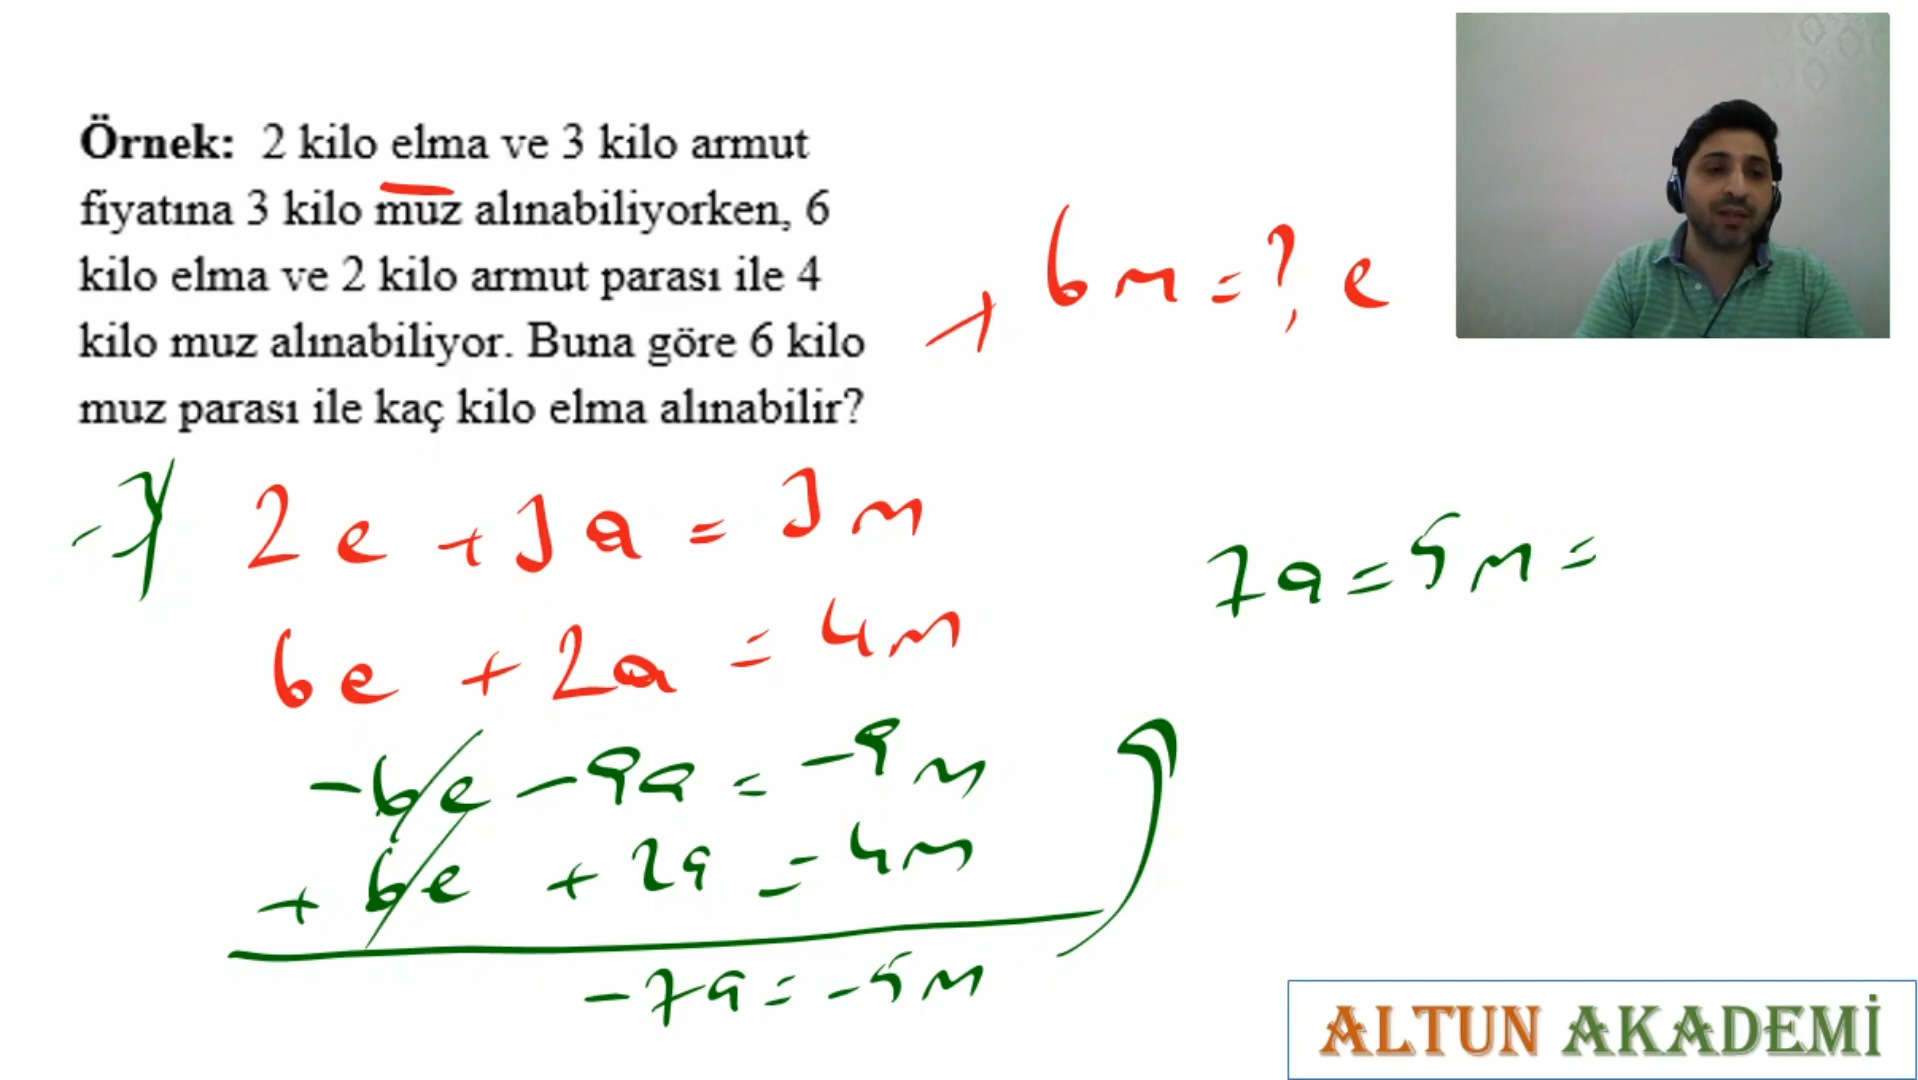 Örnek: 2 kilo elma ve 3 kilo armut
fiyatına 3 kilo muz alınabiliyorken, 6
kilo elma ve 2 kilo armut parası ile 4
kilo muz alınabiliyor. Buna göre 6 kilo
muz parası ile kaç kilo elma alınabilir?
+ 6m = ? e
-3/ 2e + 3a = 3m
6e + 2a = 4m
-6e - 9a = -9m
+ 6e + 2a = 4m
-7a = -5m
7a = 5m =
ALTUN AKADEMİ